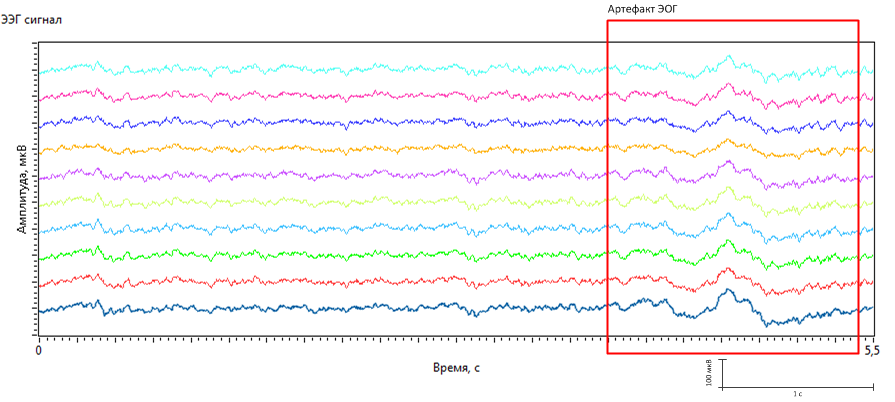 Артефакт ЭОГ
ЭЭГ сигнал
Амплитуда, мкВ
0
5,5
Время, с
100 мкВ
1 с